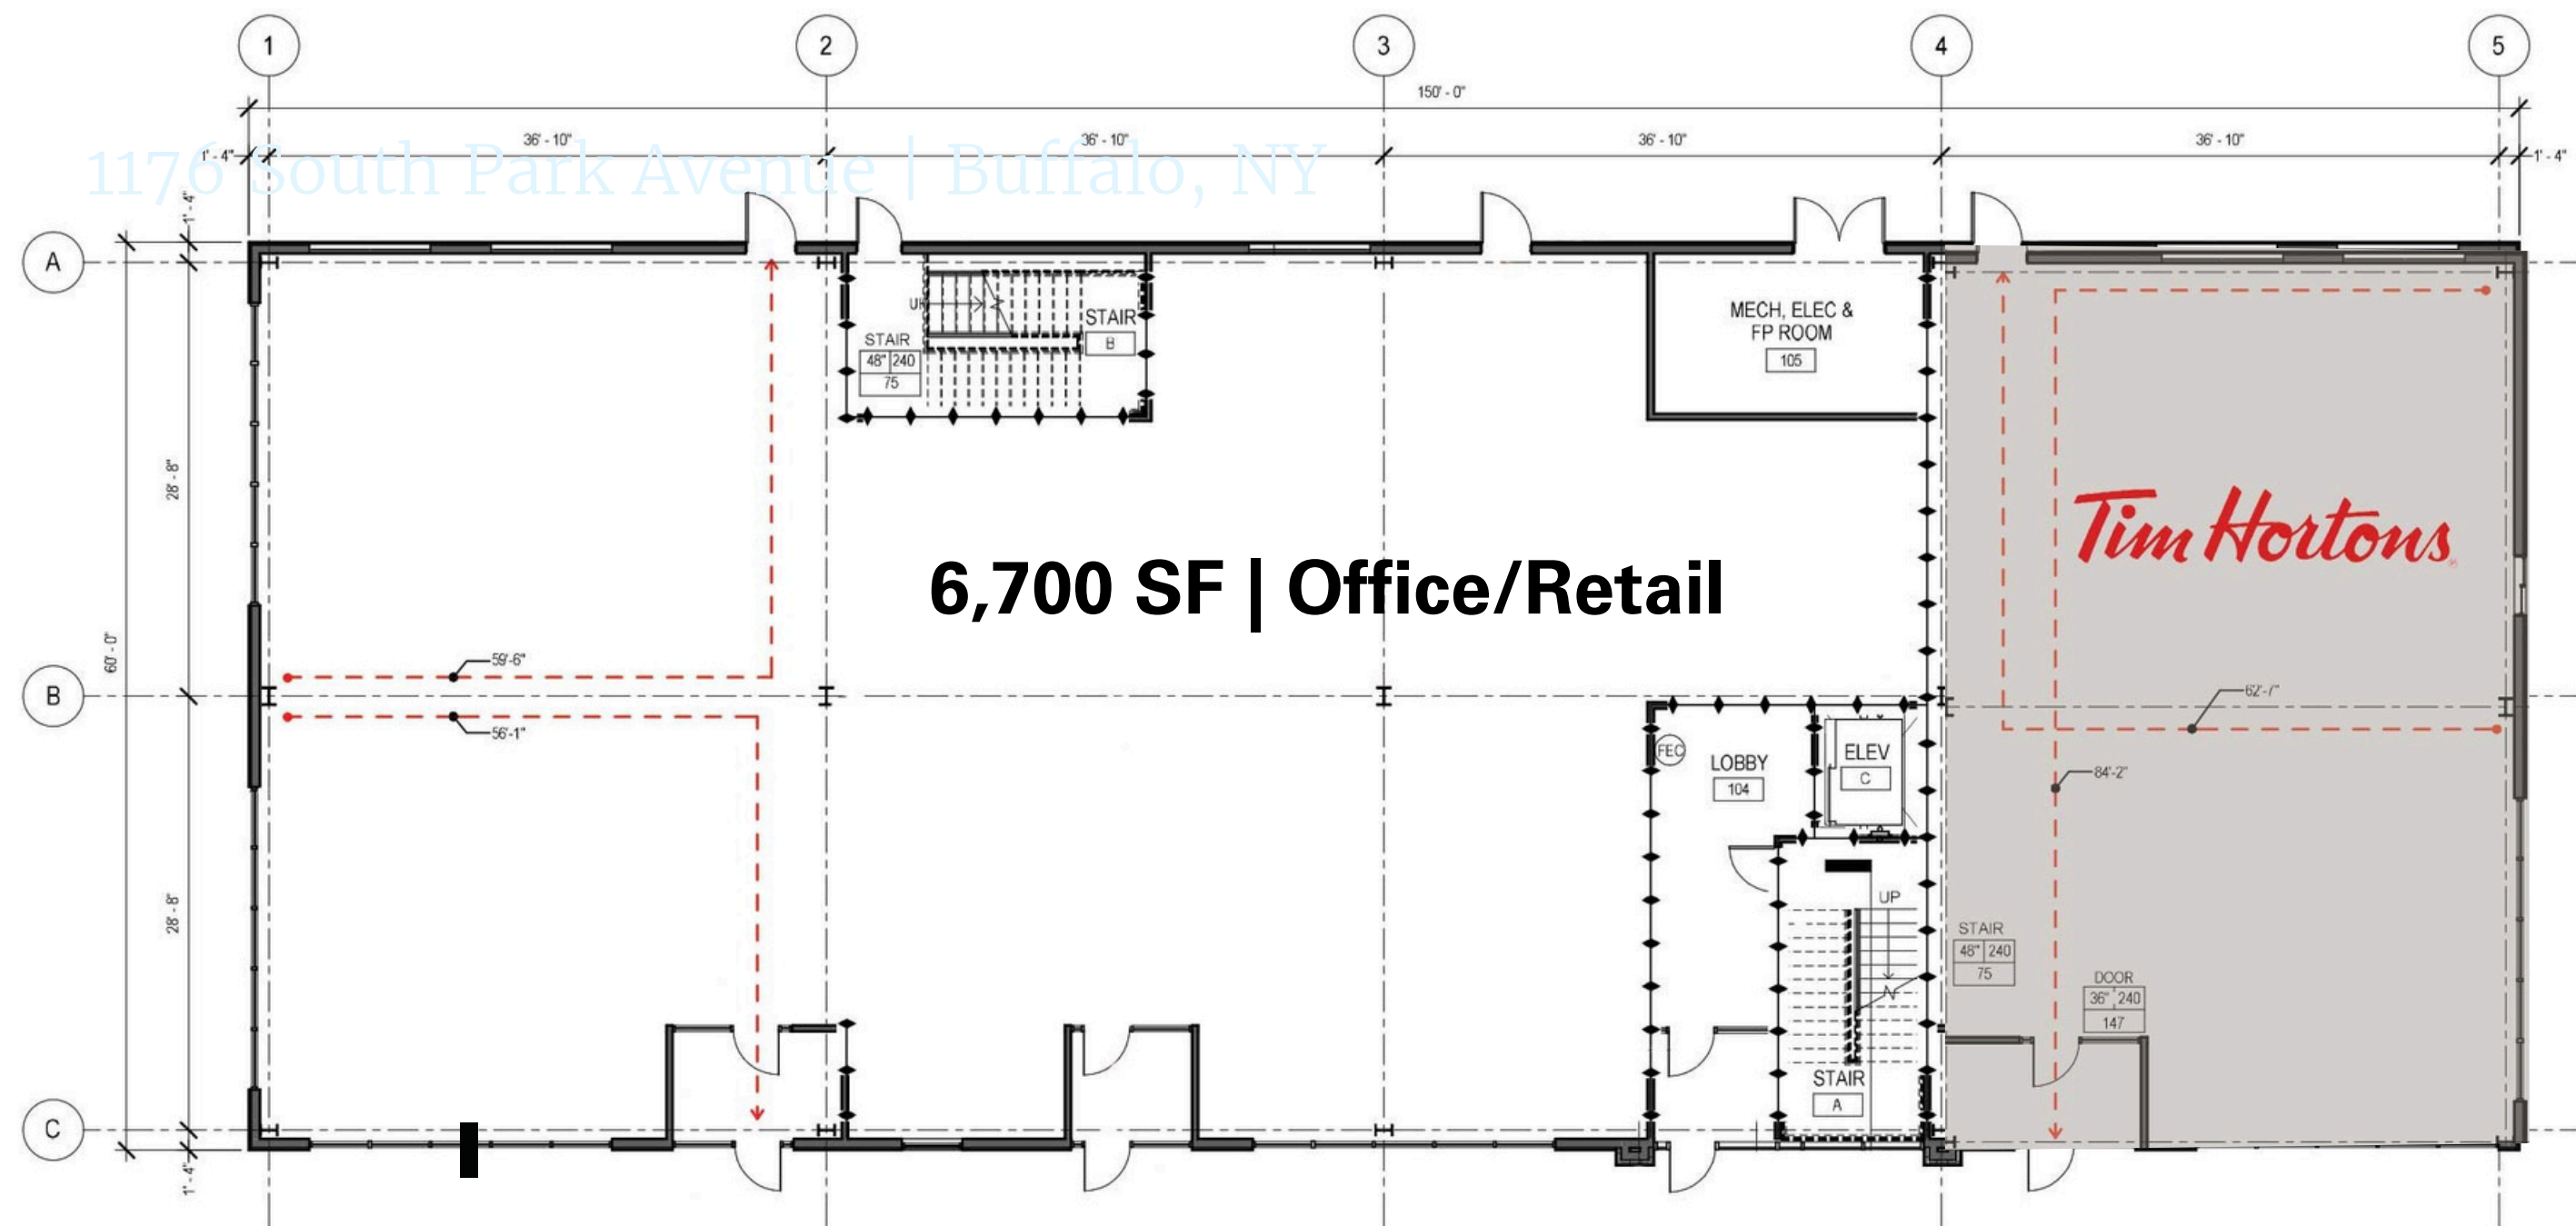 1
2
3
4
5
150' - 0"
36' - 10"
36' - 10"
36' - 10"
36' - 10"
1' - 4"
1' - 4"
1176 South Park Avenue | Buffalo, NY
1' - 4"
A
UP
STAIR
B
STAIR
48" 240
75
MECH, ELEC &
FP ROOM
105
28' - 8"
Tim Hortons
6,700 SF | Office/Retail
60' - 0"
59'-6"
B
56'-1"
62'-7"
FEC
LOBBY
104
ELEV
C
84'-2"
28' - 8"
UP
STAIR
48" 240
75
DOOR
36" 240
147
STAIR
A
C
1' - 4"